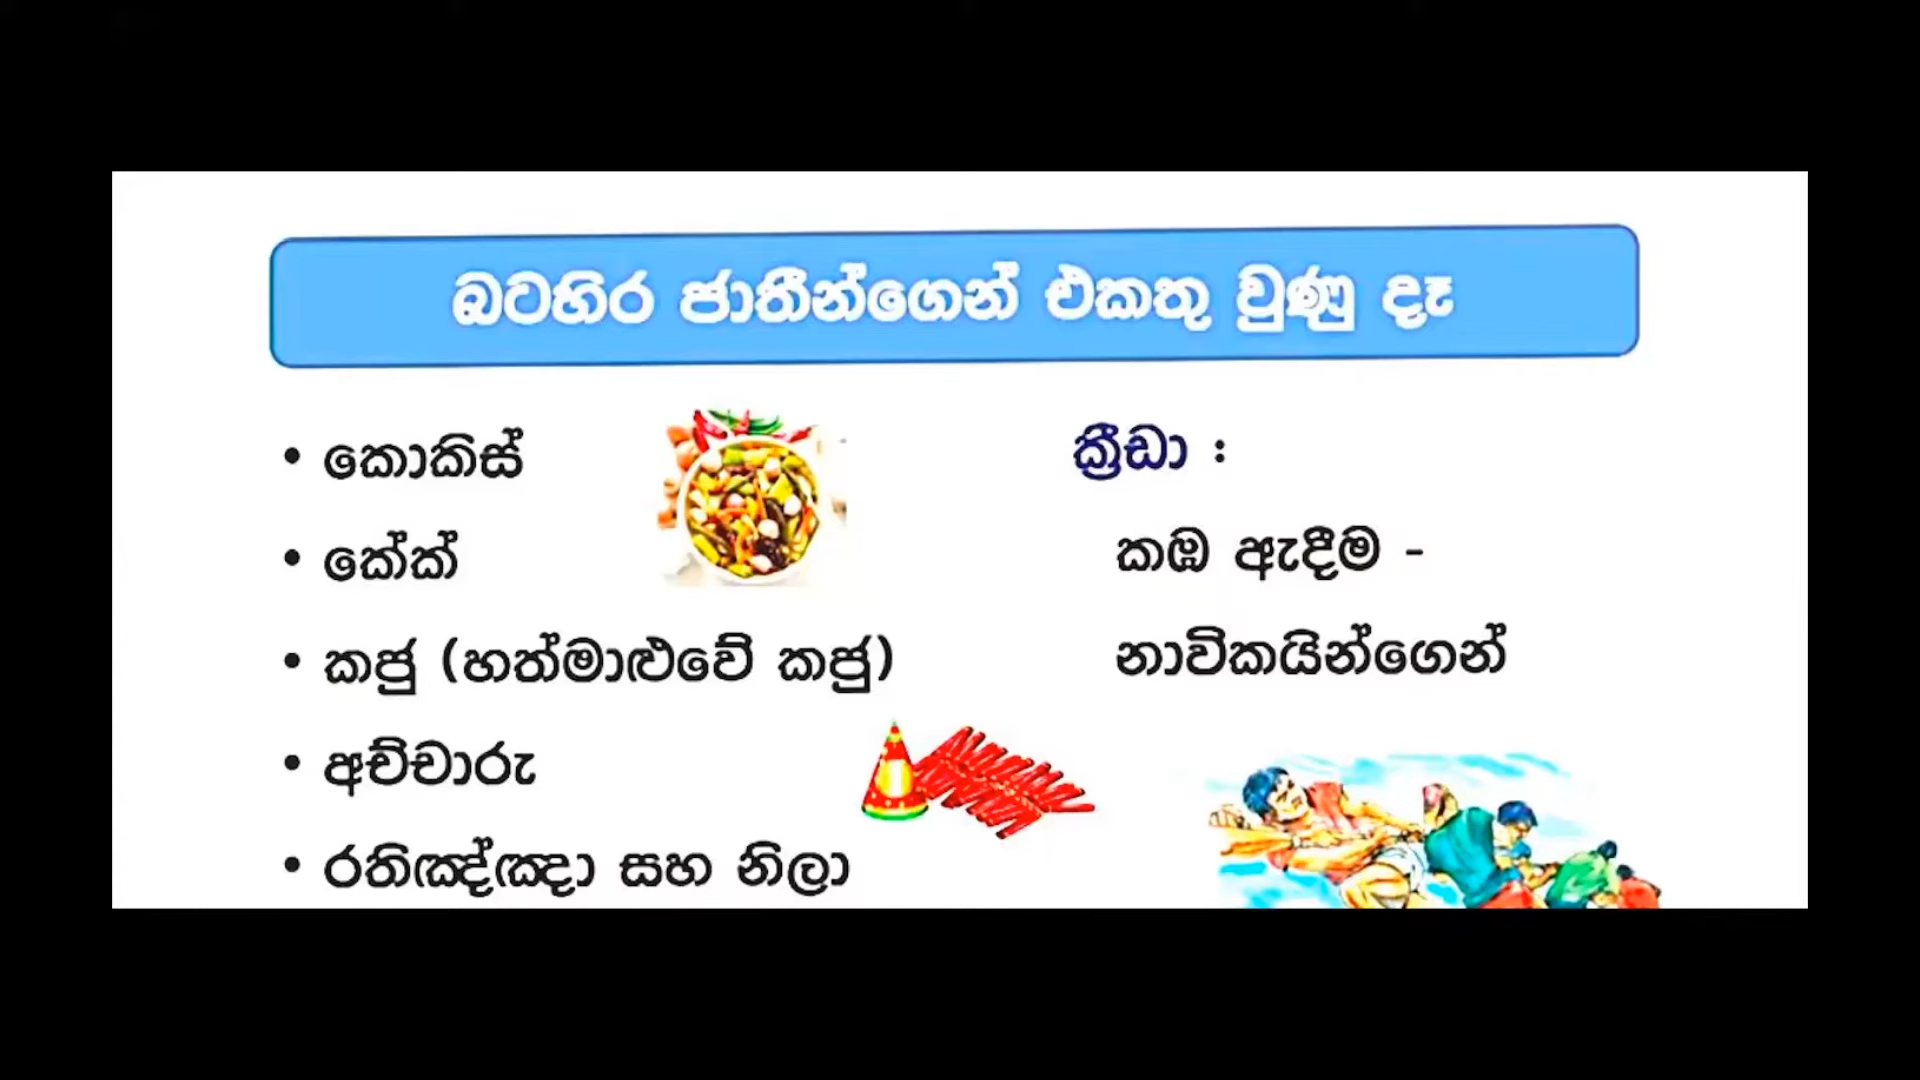 බටහිර ජාතීන්ගෙන් එකතු වුණු දෑ
• කොකිස්
• කේක්
• කජු (හත්මාළුවේ කජු)
• අච්චාරු
• රතිඤ්ඤා සහ නිලා
ක්‍රීඩා :
කඹ ඇදීම -
නාවිකයින්ගෙන්